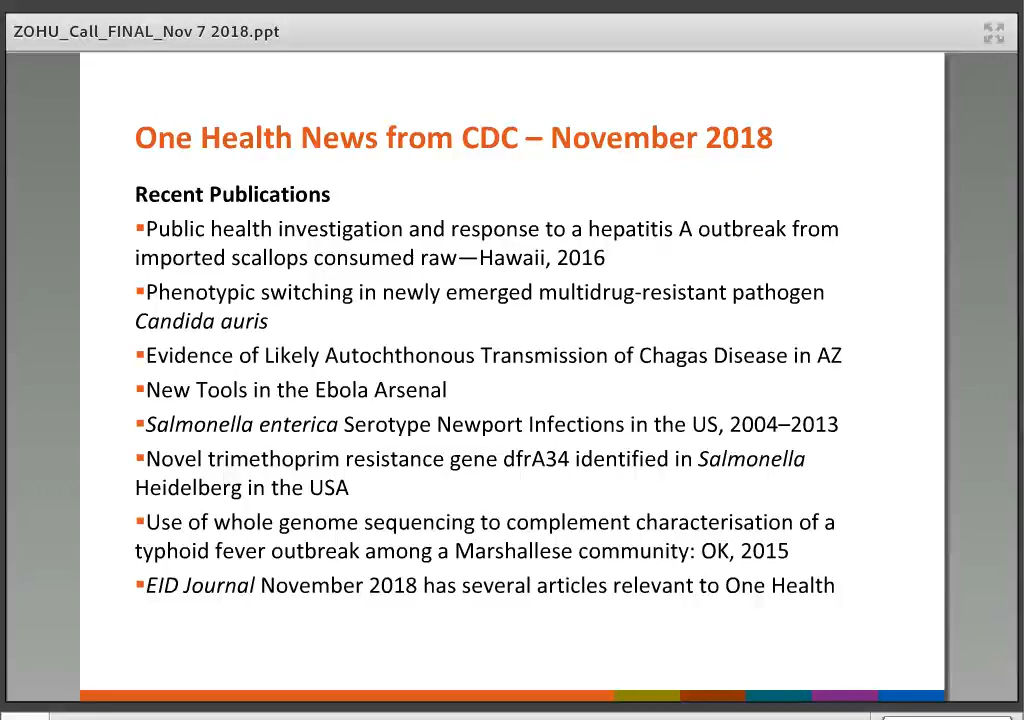 ZOHU_Call_FINAL_Nov 7 2018.ppt
One Health News from CDC – November 2018
Recent Publications
▪Public health investigation and response to a hepatitis A outbreak from
imported scallops consumed raw—Hawaii, 2016
▪Phenotypic switching in newly emerged multidrug-resistant pathogen
Candida auris
▪Evidence of Likely Autochthonous Transmission of Chagas Disease in AZ
▪New Tools in the Ebola Arsenal
▪Salmonella enterica Serotype Newport Infections in the US, 2004–2013
▪Novel trimethoprim resistance gene dfrA34 identified in Salmonella
Heidelberg in the USA
▪Use of whole genome sequencing to complement characterisation of a
typhoid fever outbreak among a Marshallese community: OK, 2015
▪EID Journal November 2018 has several articles relevant to One Health